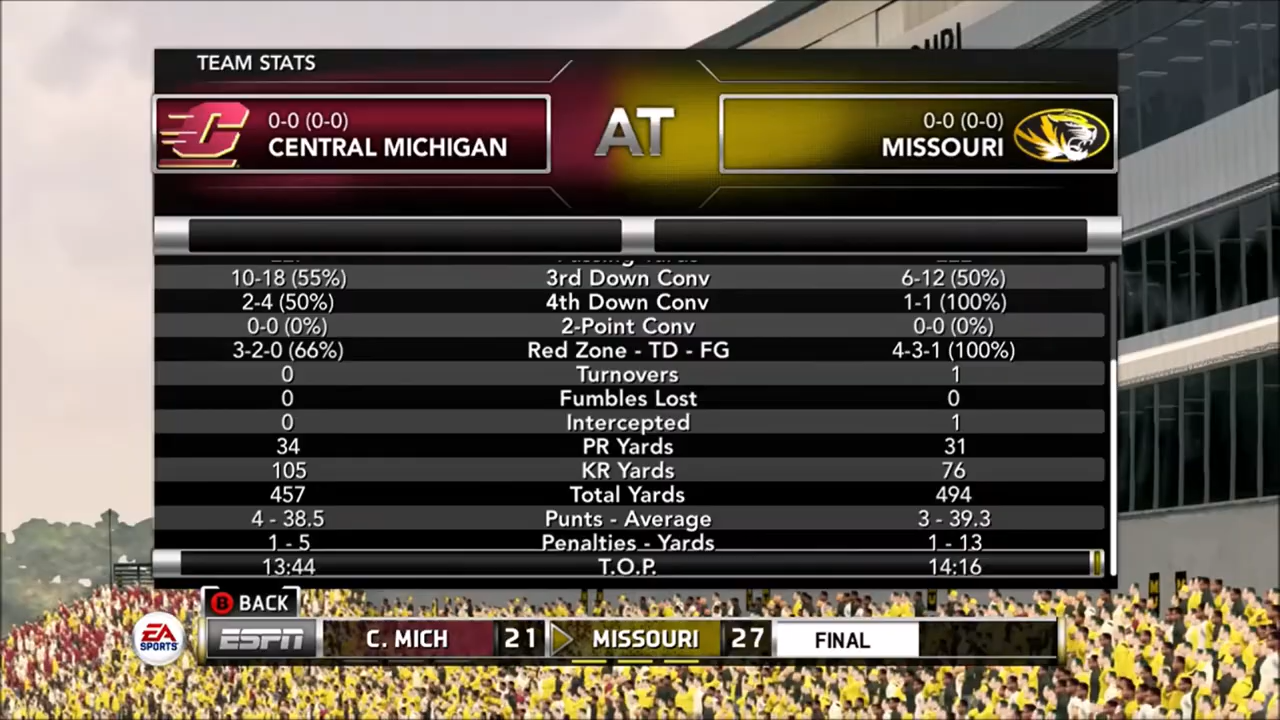 URI
TEAM STATS
0-0 (0-0)
CENTRAL MICHIGAN
AT
0-0 (0-0)
MISSOURI
10-18 (55%) 3rd Down Conv 6-12 (50%)
2-4 (50%) 4th Down Conv 1-1 (100%)
0-0 (0%) 2-Point Conv 0-0 (0%)
3-2-0 (66%) Red Zone - TD - FG 4-3-1 (100%)
0 Turnovers 1
0 Fumbles Lost 0
0 Intercepted 1
34 PR Yards 31
105 KR Yards 76
457 Total Yards 494
4 - 38.5 Punts - Average 3 - 39.3
1 - 5 Penalties - Yards 1 - 13
13:44 T.O.P. 14:16
B BACK
EA SPORTS
ESPN C. MICH 21 MISSOURI 27 FINAL